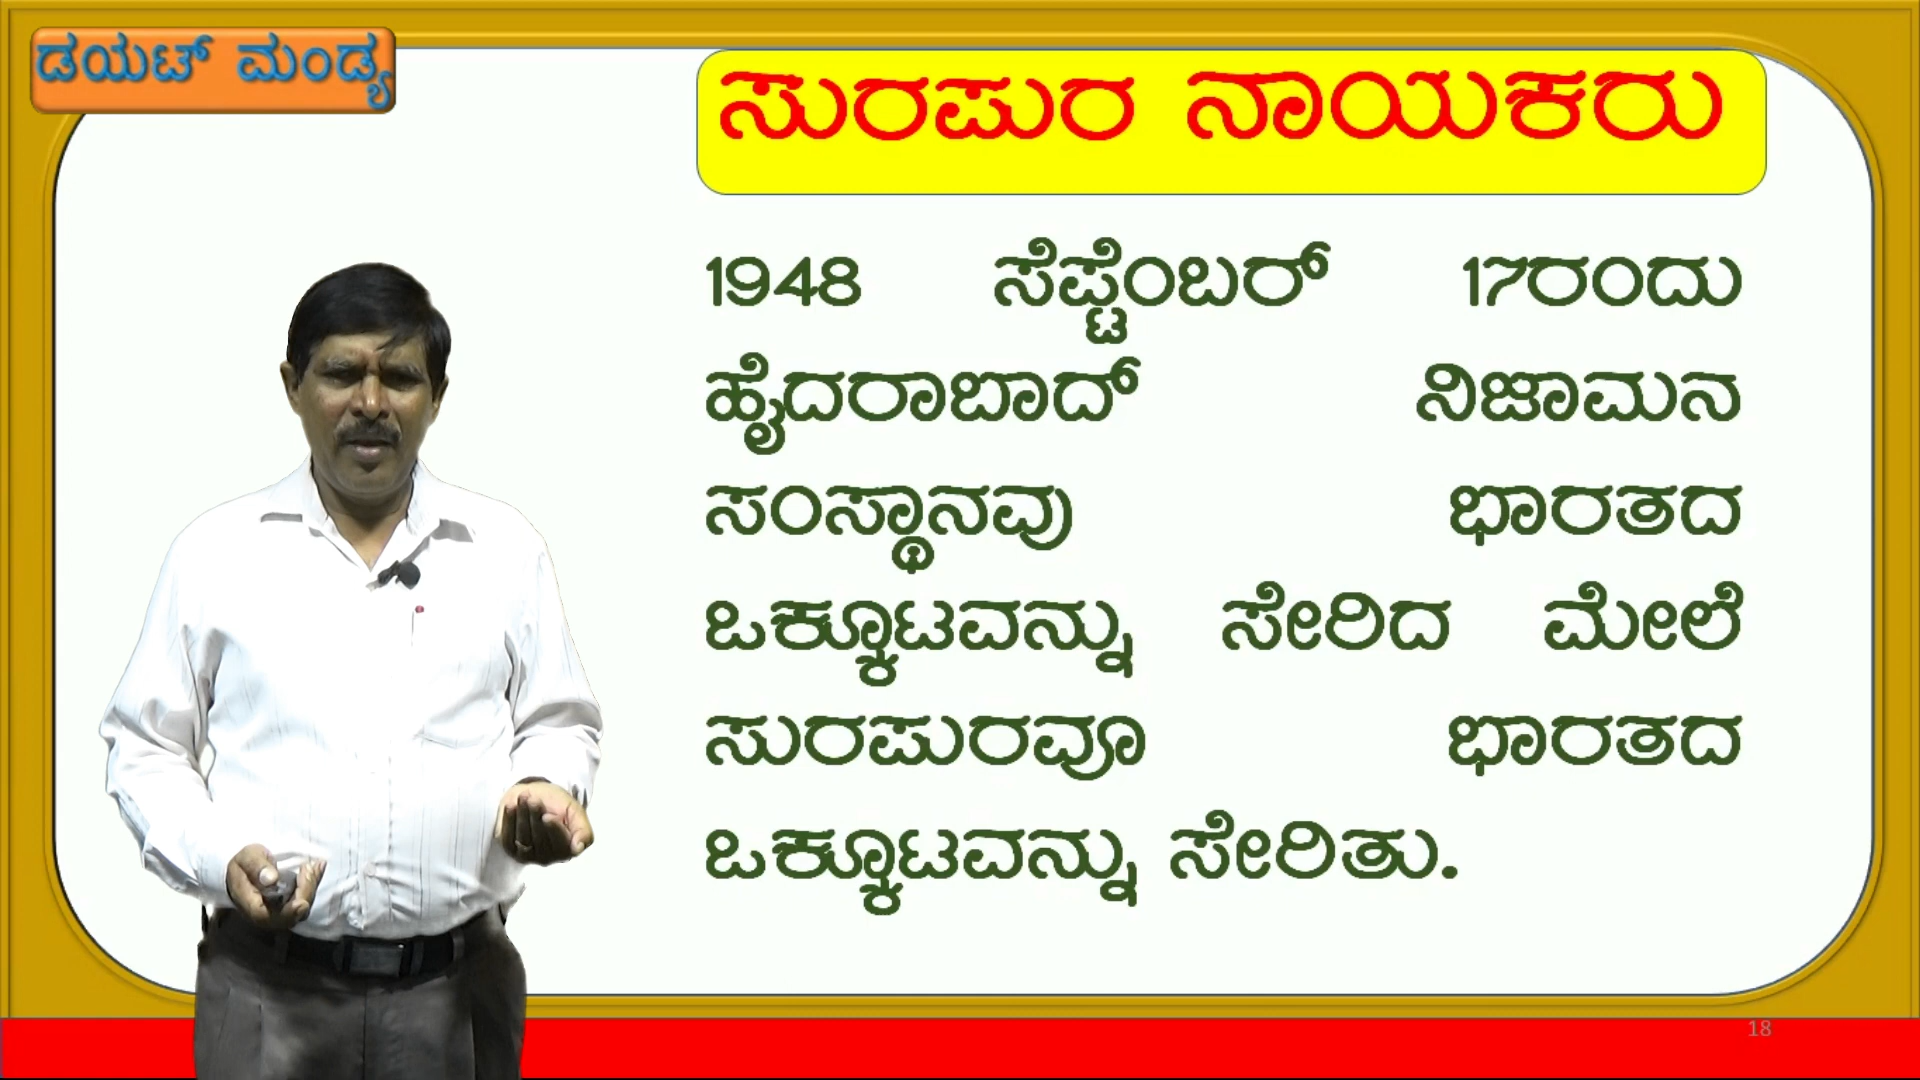 ಡಯಟ್ ಮಂಡ್ಯ
ಸುರಪುರ ನಾಯಕರು
1948 ಸೆಪ್ಟೆಂಬರ್ 17ರಂದು
ಹೈದರಾಬಾದ್ ನಿಜಾಮನ
ಸಂಸ್ಥಾನವು ಭಾರತದ
ಒಕ್ಕೂಟವನ್ನು ಸೇರಿದ ಮೇಲೆ
ಸುರಪುರವೂ ಭಾರತದ
ಒಕ್ಕೂಟವನ್ನು ಸೇರಿತು.
18